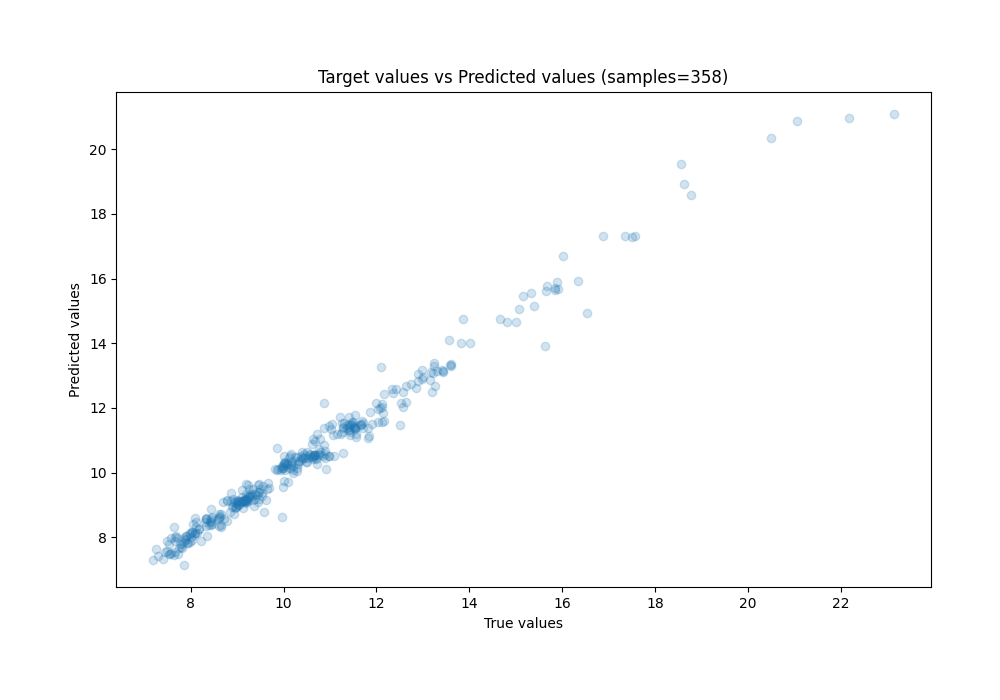 Target values vs Predicted values (samples=358)
Predicted values
20
18
16
14
12
10
8
8 10 12 14 16 18 20 22
True values